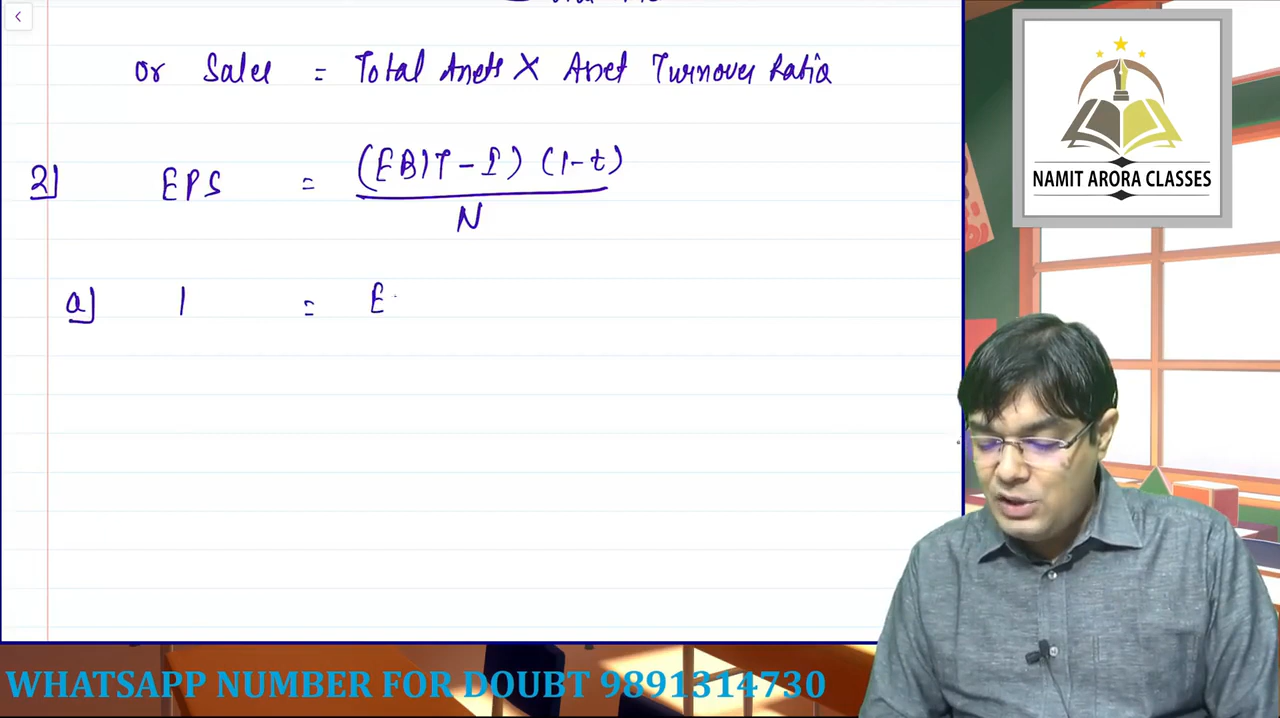 or Sales = Total Assets X Asset Turnover Ratio
2] EPS = (EBIT - I) (1-t)
N
a] 1 = E
NAMIT ARORA CLASSES
WHATSAPP NUMBER FOR DOUBT 9891314730